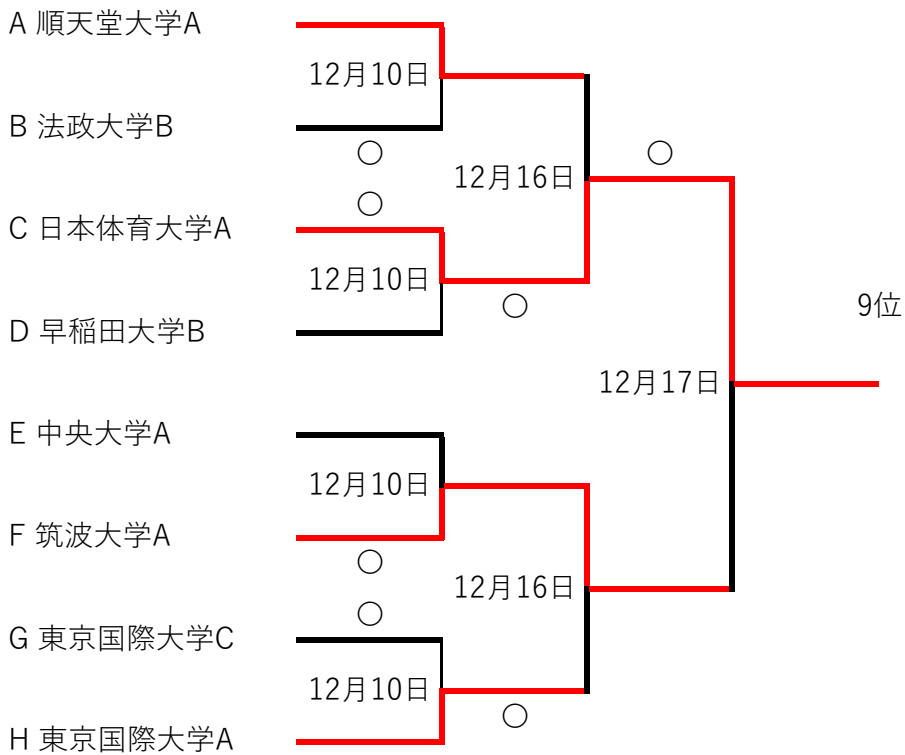 A 順天堂大学A
12月10日
B 法政大学B
○
○
12月16日
○
C 日本体育大学A
12月10日
○
D 早稲田大学B
9位
12月17日
E 中央大学A
12月10日
F 筑波大学A
○
12月16日
○
G 東京国際大学C
12月10日
○
H 東京国際大学A